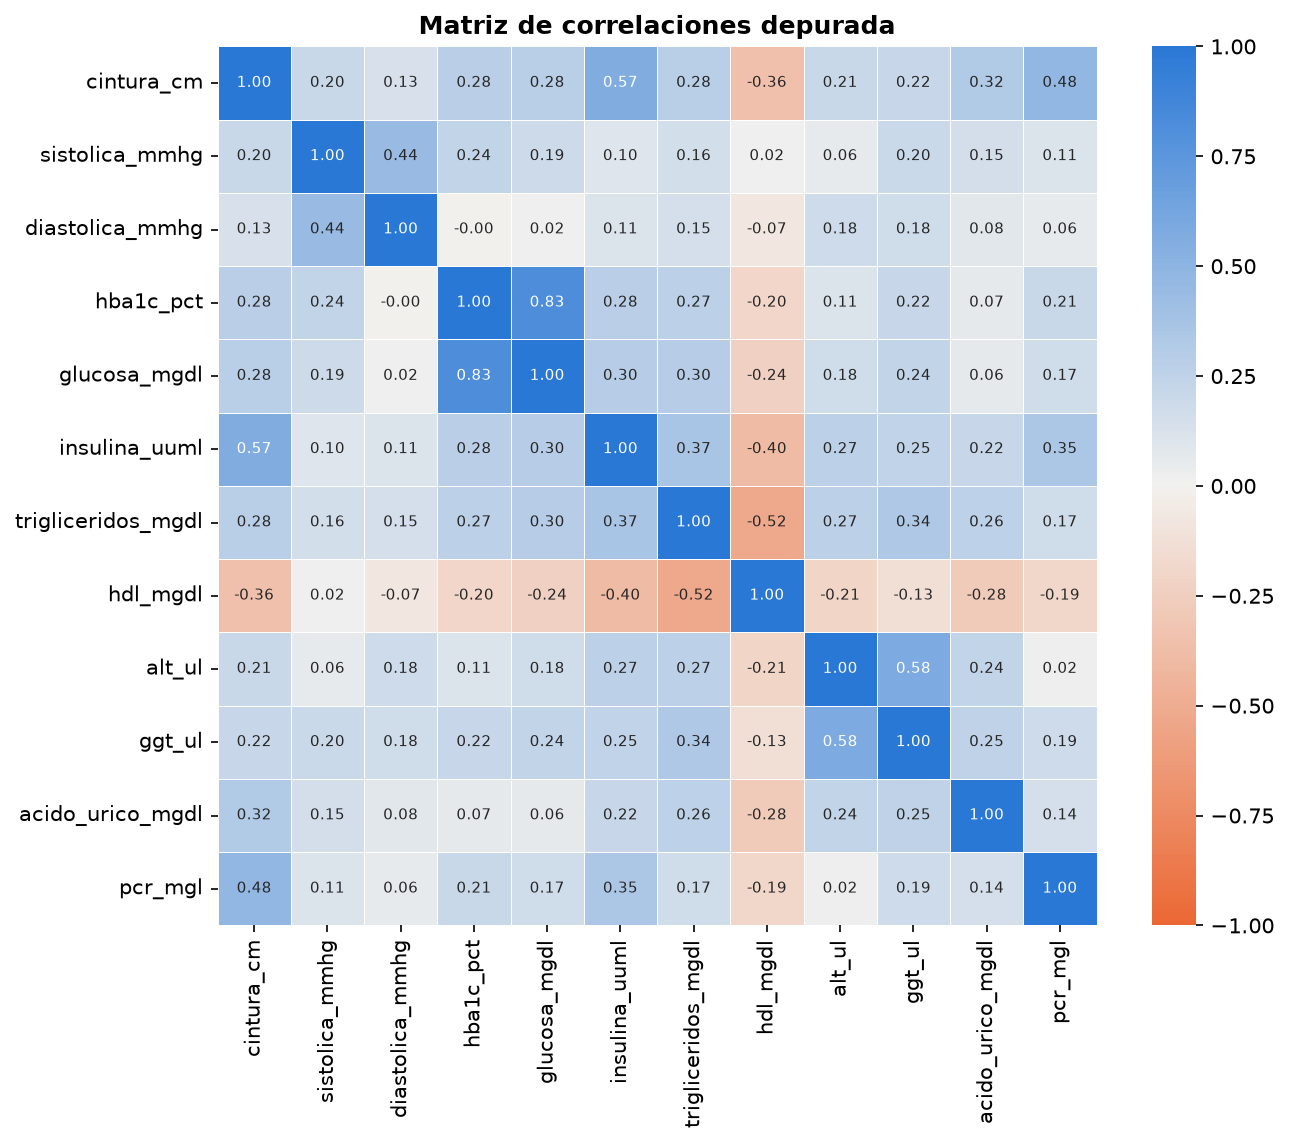 Matriz de correlaciones depurada
cintura_cm 1.00 0.20 0.13 0.28 0.28 0.57 0.28 -0.36 0.21 0.22 0.32 0.48
sistolica_mmhg 0.20 1.00 0.44 0.24 0.19 0.10 0.16 0.02 0.06 0.20 0.15 0.11
diastolica_mmhg 0.13 0.44 1.00 -0.00 0.02 0.11 0.15 -0.07 0.18 0.18 0.08 0.06
hba1c_pct 0.28 0.24 -0.00 1.00 0.83 0.28 0.27 -0.20 0.11 0.22 0.07 0.21
glucosa_mgdl 0.28 0.19 0.02 0.83 1.00 0.30 0.30 -0.24 0.18 0.24 0.06 0.17
insulina_uuml 0.57 0.10 0.11 0.28 0.30 1.00 0.37 -0.40 0.27 0.25 0.22 0.35
trigliceridos_mgdl 0.28 0.16 0.15 0.27 0.30 0.37 1.00 -0.52 0.27 0.34 0.26 0.17
hdl_mgdl -0.36 0.02 -0.07 -0.20 -0.24 -0.40 -0.52 1.00 -0.21 -0.13 -0.28 -0.19
alt_ul 0.21 0.06 0.18 0.11 0.18 0.27 0.27 -0.21 1.00 0.58 0.24 0.02
ggt_ul 0.22 0.20 0.18 0.22 0.24 0.25 0.34 -0.13 0.58 1.00 0.25 0.19
acido_urico_mgdl 0.32 0.15 0.08 0.07 0.06 0.22 0.26 -0.28 0.24 0.25 1.00 0.14
pcr_mgl 0.48 0.11 0.06 0.21 0.17 0.35 0.17 -0.19 0.02 0.19 0.14 1.00
cintura_cm
sistolica_mmhg
diastolica_mmhg
hba1c_pct
glucosa_mgdl
insulina_uuml
trigliceridos_mgdl
hdl_mgdl
alt_ul
ggt_ul
acido_urico_mgdl
pcr_mgl
1.00
0.75
0.50
0.25
0.00
−0.25
−0.50
−0.75
−1.00